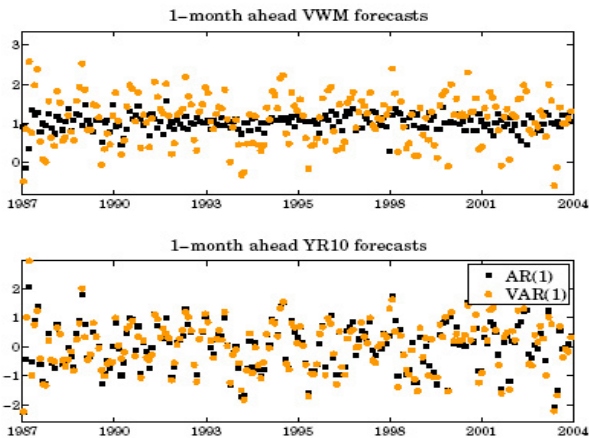 1-month ahead VWM forecasts
3
2
1
0
1987 1990 1993 1995 1998 2001 2004
1-month ahead YR10 forecasts
AR(1)
VAR(1)
2
1
0
-1
-2
1987 1990 1993 1995 1998 2001 2004